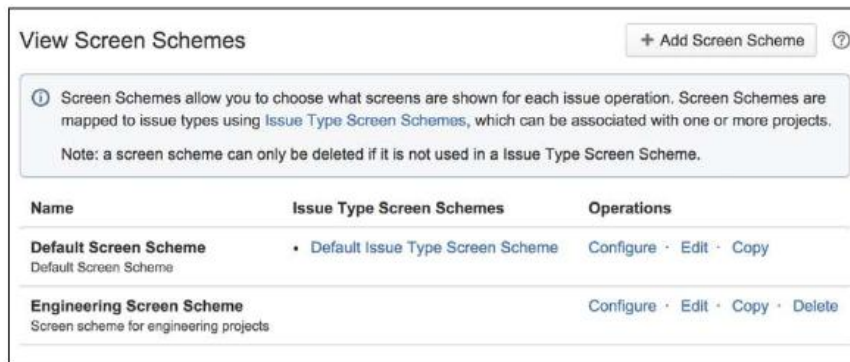 View Screen Schemes
+ Add Screen Scheme
Screen Schemes allow you to choose what screens are shown for each issue operation. Screen Schemes are
mapped to issue types using Issue Type Screen Schemes, which can be associated with one or more projects.
Note: a screen scheme can only be deleted if it is not used in a Issue Type Screen Scheme.
Name Issue Type Screen Schemes Operations
Default Screen Scheme • Default Issue Type Screen Scheme Configure · Edit · Copy
Default Screen Scheme
Engineering Screen Scheme Configure · Edit · Copy · Delete
Screen scheme for engineering projects